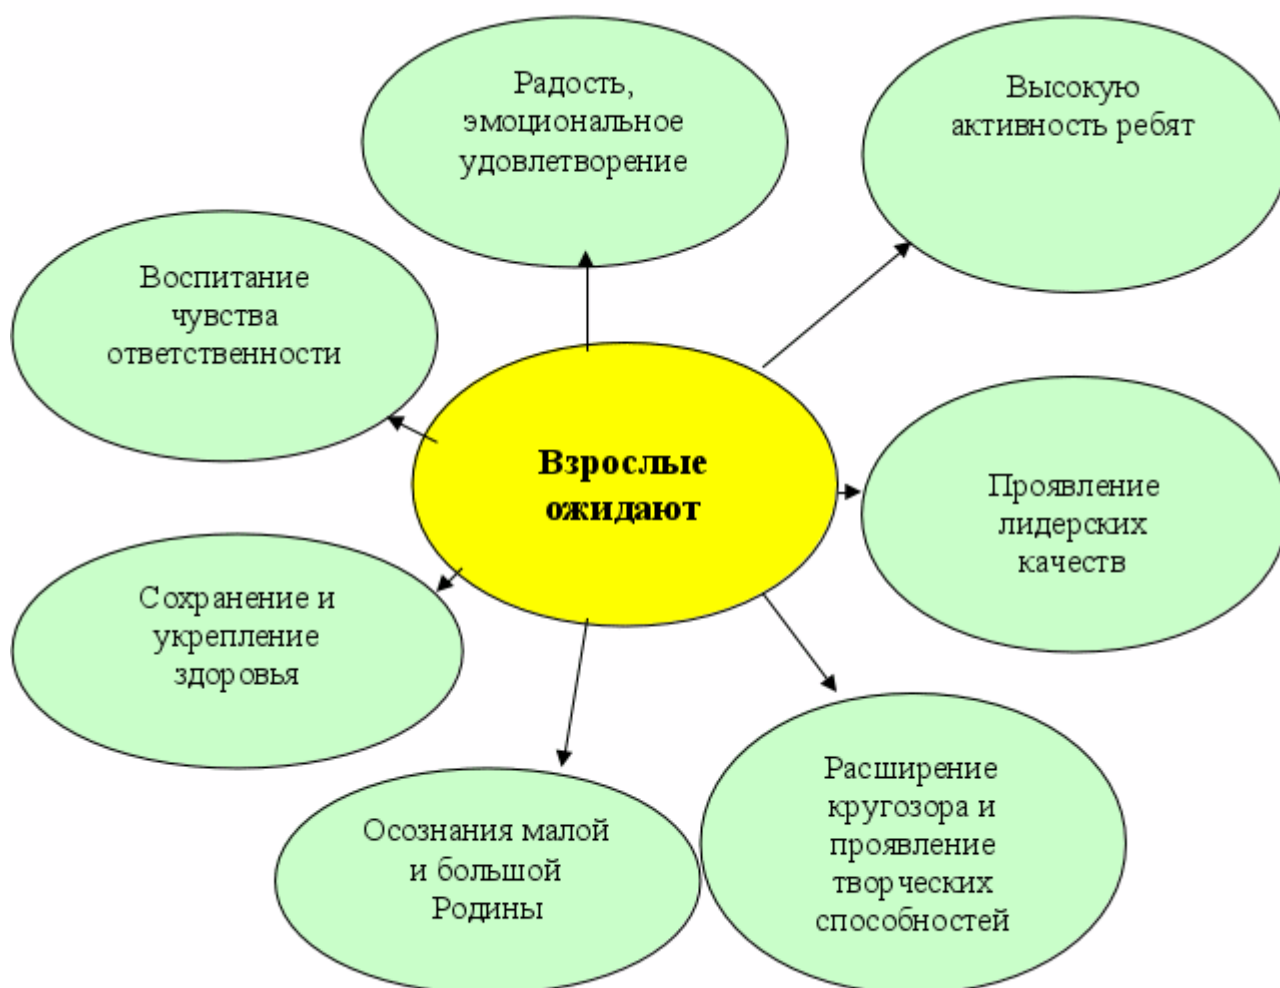 Радость,
эмоциональное
удовлетворение
Высокую
активность ребят
Воспитание
чувства
ответственности
Взрослые
ожидают
Проявление
лидерских
качеств
Сохранение и
укрепление
здоровья
Расширение
кругозора и
проявление
творческих
способностей
Осознания малой
и большой
Родины